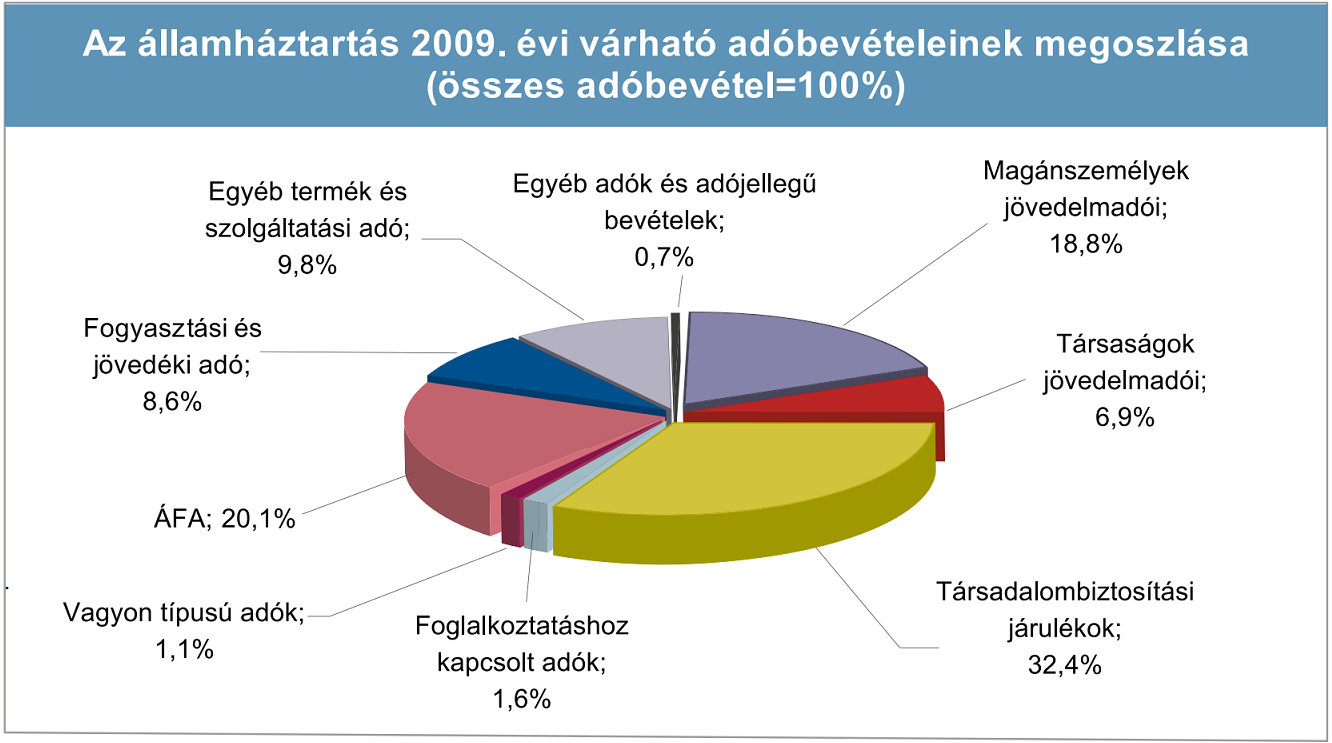 Az államháztartás 2009. évi várható adóbevételeinek megoszlása
(összes adóbevétel=100%)
Egyéb termék és
szolgáltatási adó;
9,8%
Egyéb adók és adójellegű
bevételek;
0,7%
Magánszemélyek
jövedelmadói;
18,8%
Fogyasztási és
jövedéki adó;
8,6%
Társaságok
jövedelmadói;
6,9%
ÁFA; 20,1%
Vagyon típusú adók;
1,1%
Foglalkoztatáshoz
kapcsolt adók;
1,6%
Társadalombiztosítási
járulékok;
32,4%